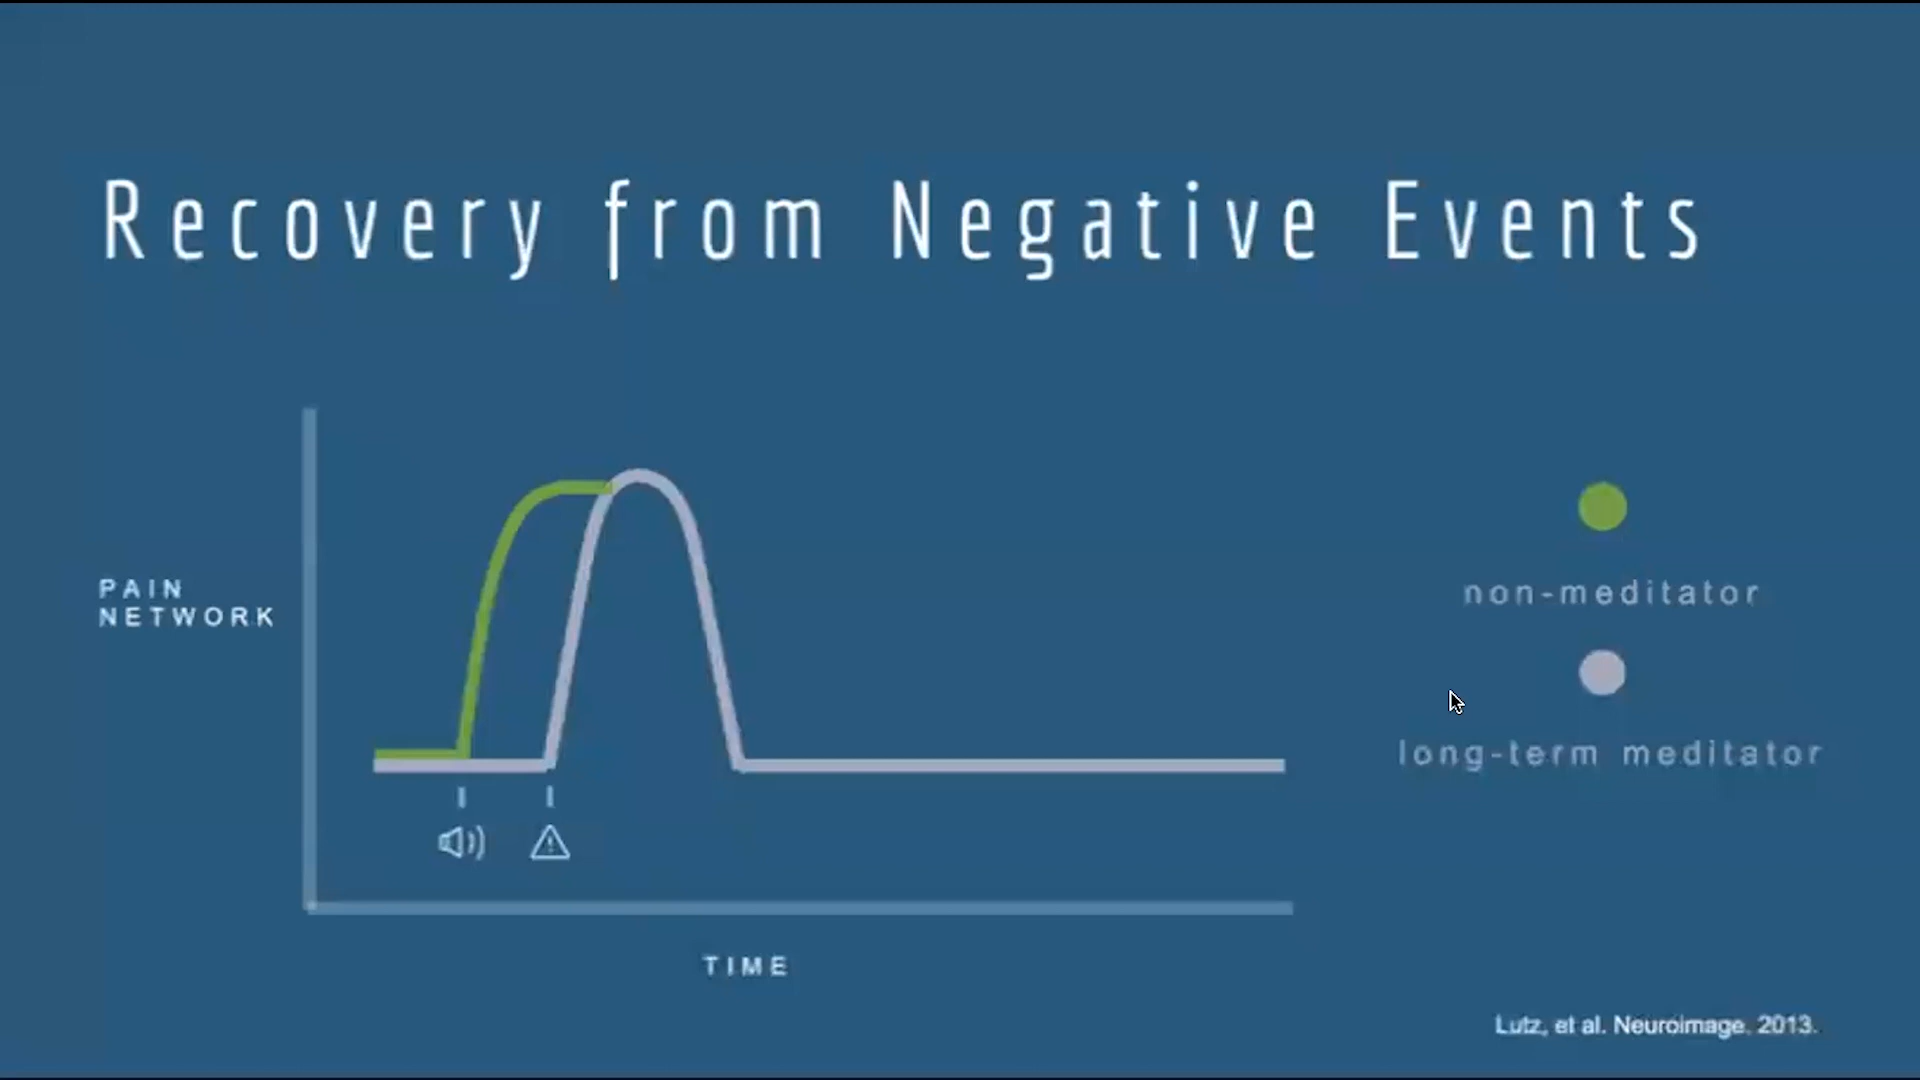 Recovery from Negative Events
PAIN
NETWORK
non-meditator
long-term meditator
TIME
Lutz, et al. Neuroimage. 2013.